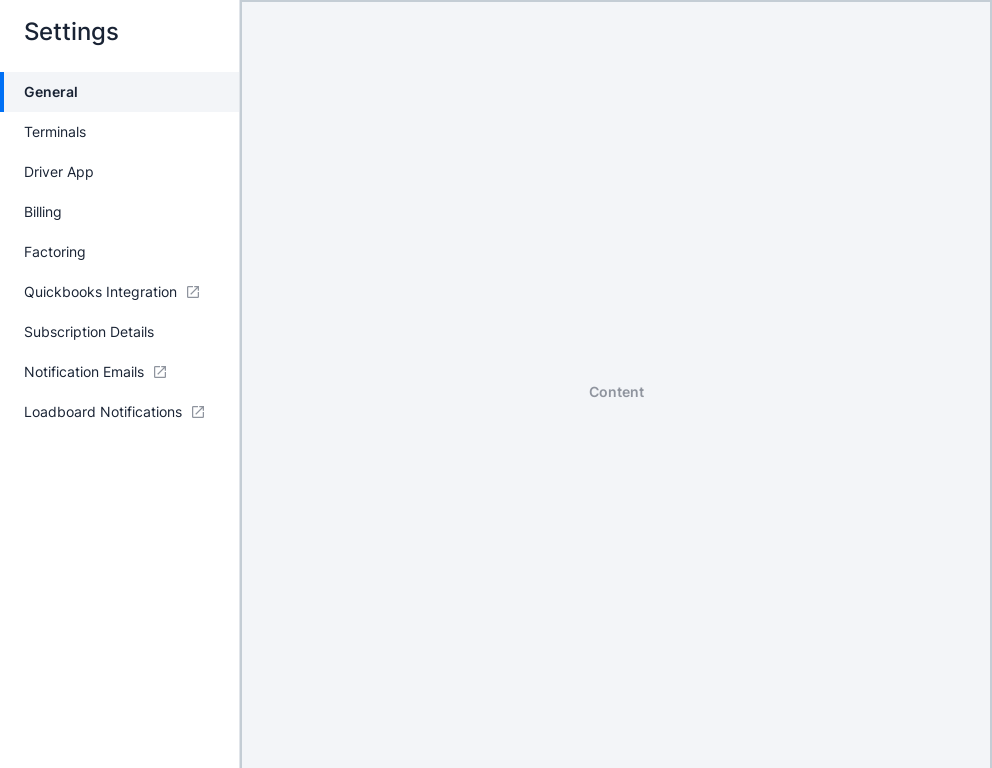 Settings
General
Terminals
Driver App
Billing
Factoring
Quickbooks Integration
Subscription Details
Notification Emails
Loadboard Notifications
Content